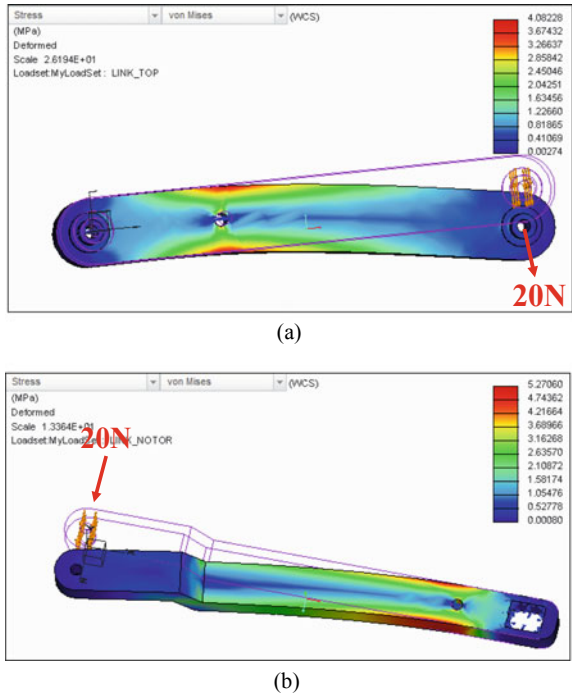 Stress von Mises (WCS)
(MPa)
Deformed
Scale 2.6194E+01
Loadset:MyLoadSet : LINK_TOP
4.08228
3.67432
3.26637
2.85842
2.45046
2.04251
1.63456
1.22660
0.81865
0.41069
0.00274
20N
(a)
Stress von Mises (WCS)
(MPa)
Deformed
Scale 1.3364E+01
Loadset:MyLoadSet : LINK_NOTOR
20N
5.27060
4.74362
4.21664
3.68966
3.16268
2.63570
2.10872
1.58174
1.05476
0.52778
0.00080
(b)